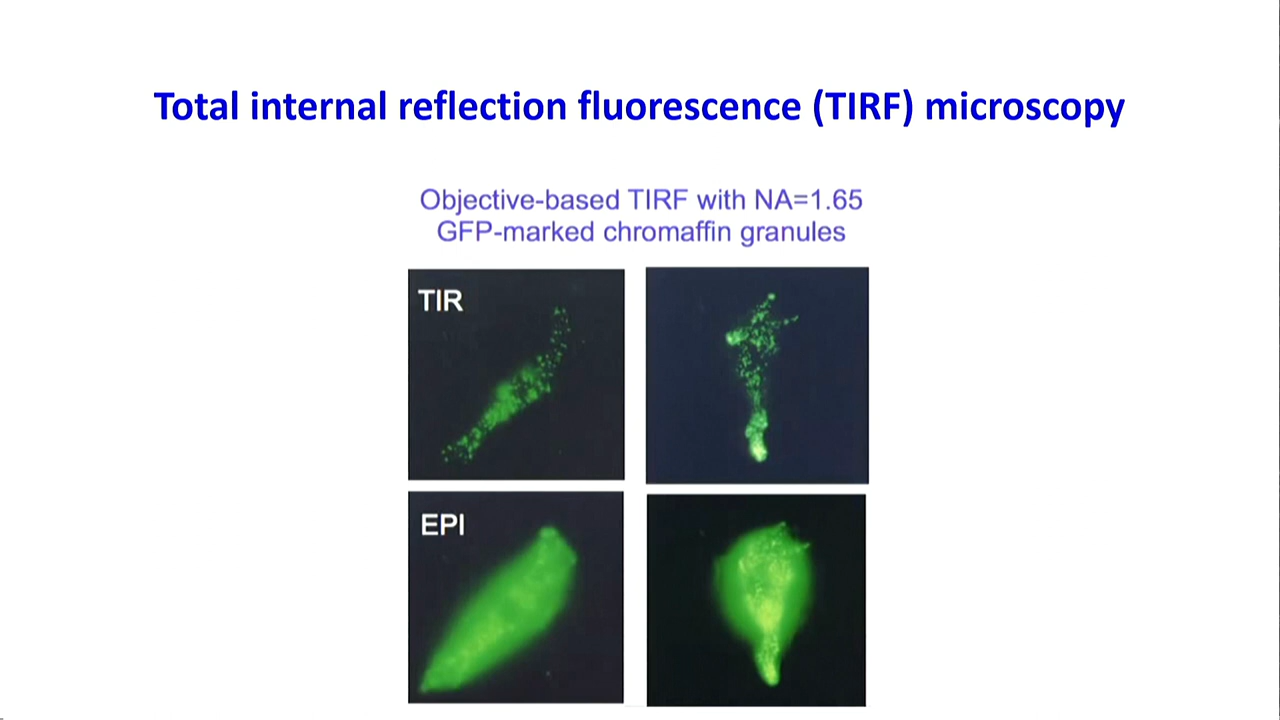 Total internal reflection fluorescence (TIRF) microscopy
Objective-based TIRF with NA=1.65
GFP-marked chromaffin granules
TIR
EPI